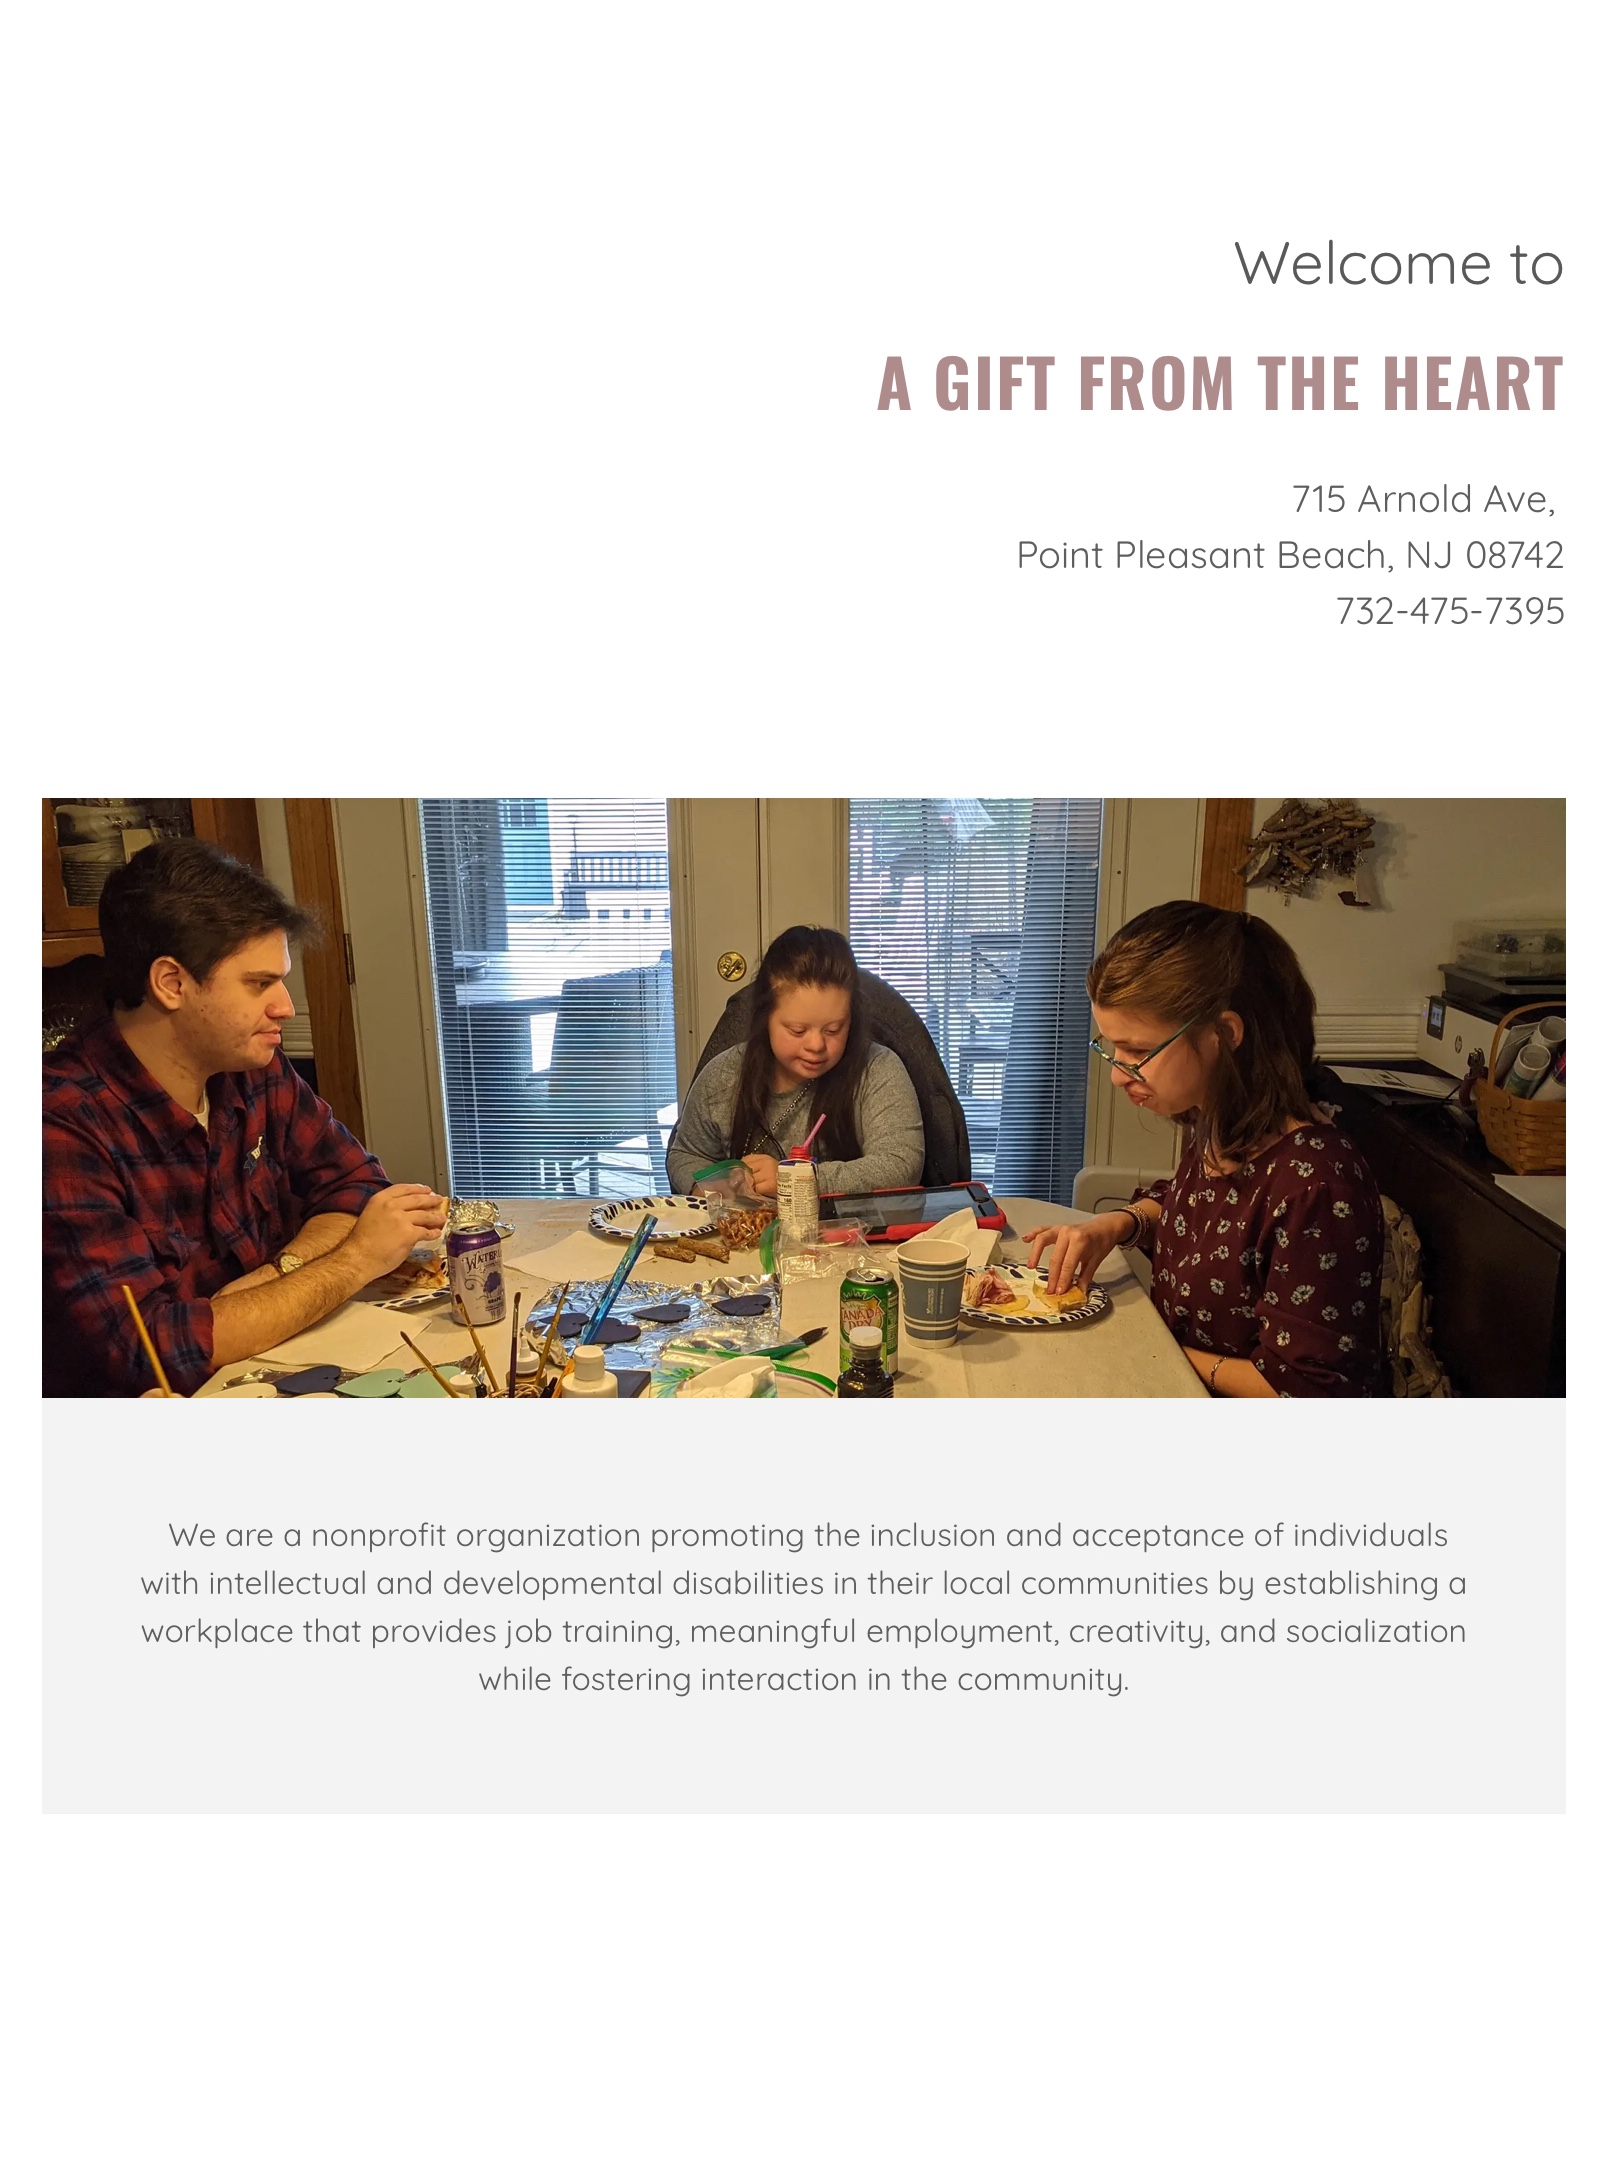 Welcome to
A GIFT FROM THE HEART
715 Arnold Ave,
Point Pleasant Beach, NJ 08742
732-475-7395
CANADA
DRY
We are a nonprofit organization promoting the inclusion and acceptance of individuals
with intellectual and developmental disabilities in their local communities by establishing a
workplace that provides job training, meaningful employment, creativity, and socialization
while fostering interaction in the community.